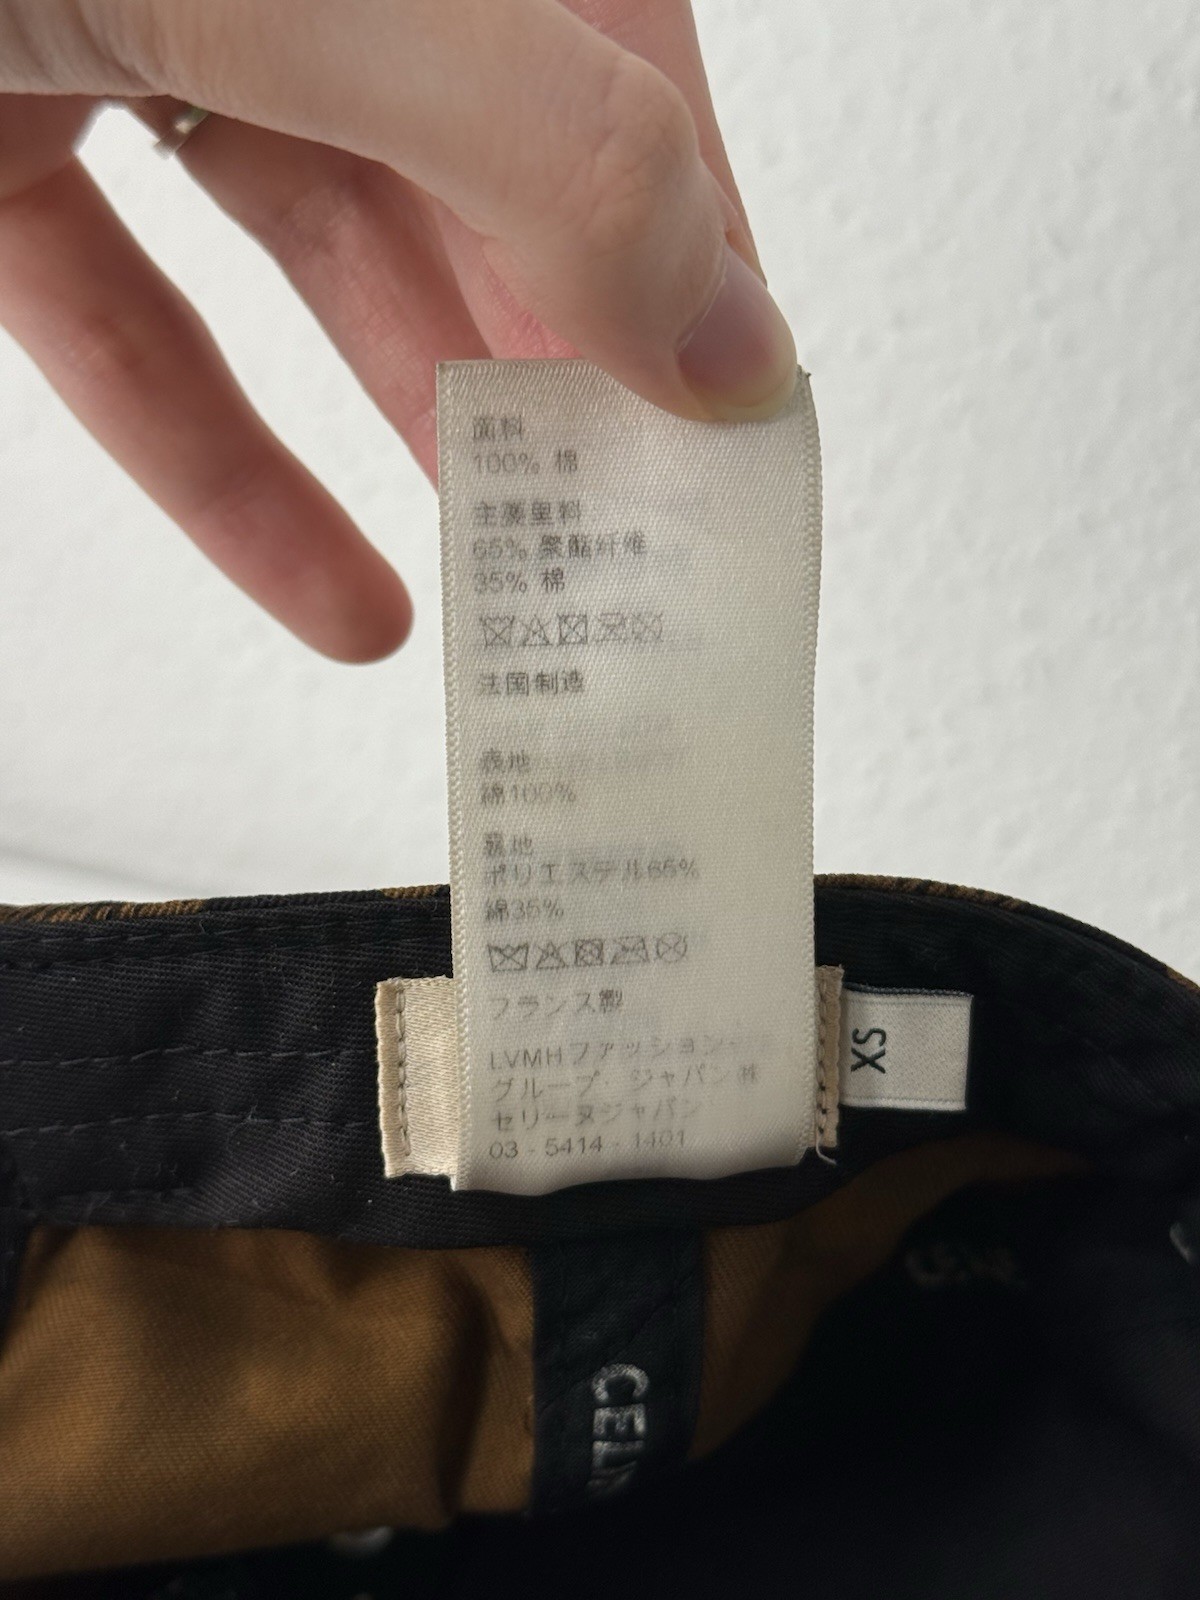 面料
100% 棉
主要里料
65% 聚酯纤维
35% 棉
法国制造
表地
綿100%
裏地
ポリエステル65%
綿35%
フランス製
LVMHファッション・
グループ・ジャパン㈱
セリーヌジャパン
03 - 5414 - 1401
XS
CELIN